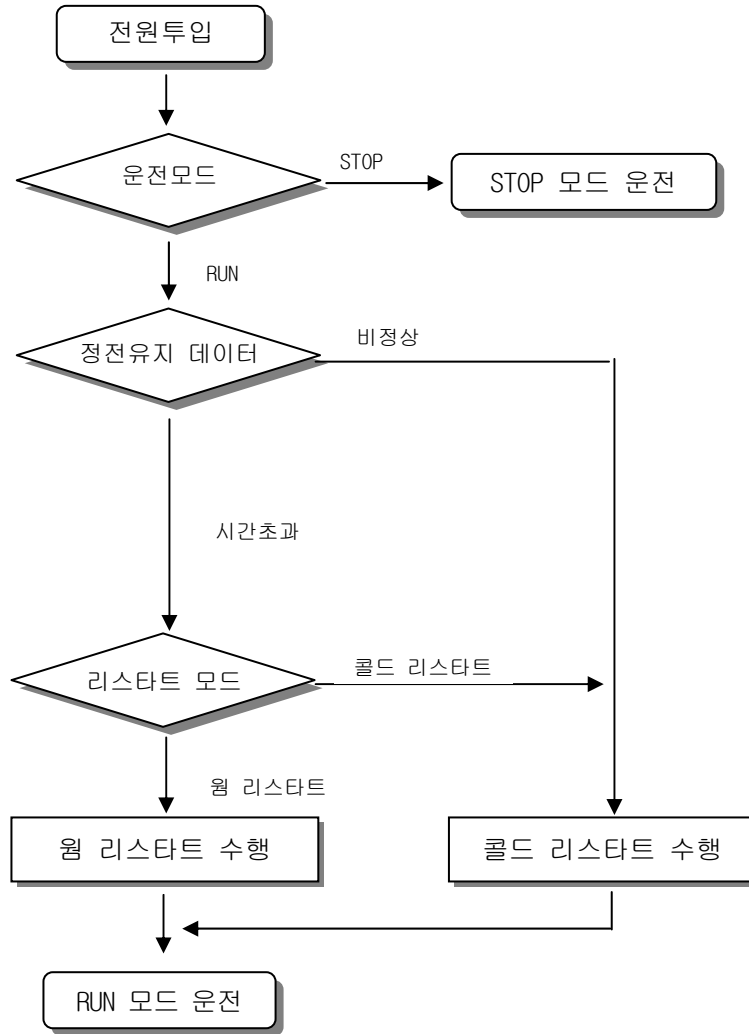 전원투입
운전모드
STOP
STOP 모드 운전
RUN
정전유지 데이터
비정상
시간초과
리스타트 모드
콜드 리스타트
웜 리스타트
웜 리스타트 수행
콜드 리스타트 수행
RUN 모드 운전